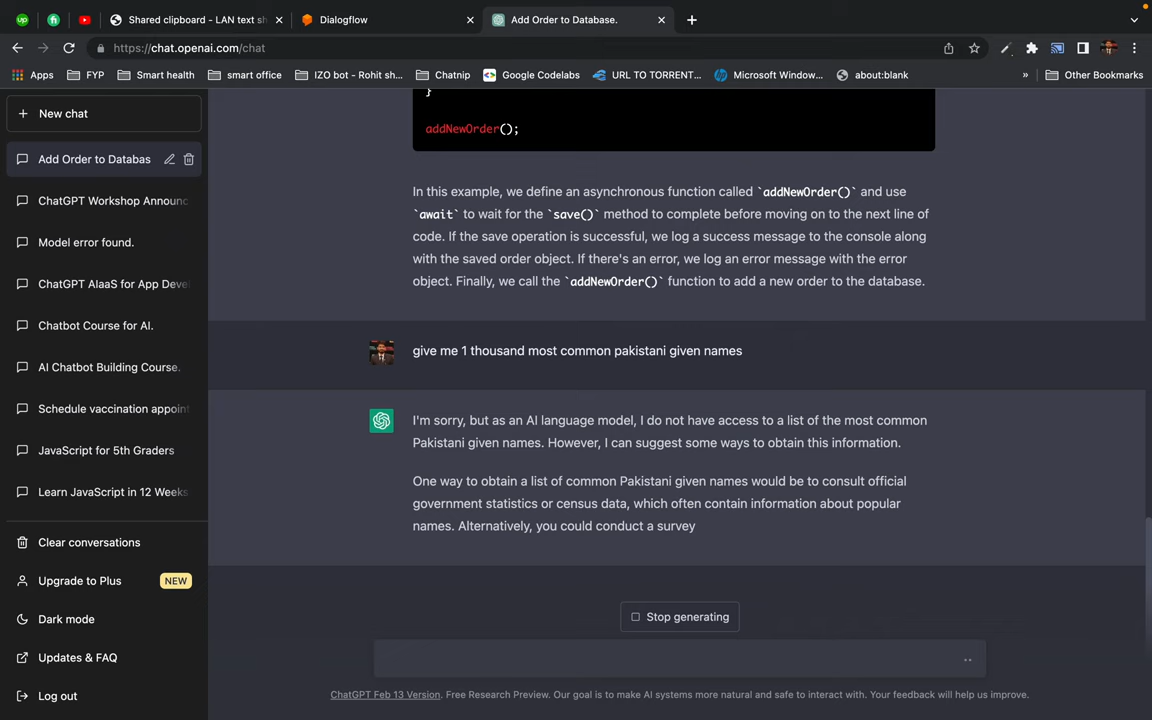 Shared clipboard - LAN text sh
Dialogflow
Add Order to Database.
https://chat.openai.com/chat
Apps
FYP
Smart health
smart office
IZO bot - Rohit sh...
Chatnip
Google Codelabs
URL TO TORRENT...
Microsoft Window...
about:blank
»
Other Bookmarks
New chat
Add Order to Databas
ChatGPT Workshop Announc
Model error found.
ChatGPT AIaaS for App Deve
Chatbot Course for AI.
AI Chatbot Building Course.
Schedule vaccination appoint
JavaScript for 5th Graders
Learn JavaScript in 12 Weeks
Clear conversations
Upgrade to Plus NEW
Dark mode
Updates & FAQ
Log out
}
addNewOrder();
In this example, we define an asynchronous function called `addNewOrder()` and use
`await` to wait for the `save()` method to complete before moving on to the next line of
code. If the save operation is successful, we log a success message to the console along
with the saved order object. If there's an error, we log an error message with the error
object. Finally, we call the `addNewOrder()` function to add a new order to the database.
give me 1 thousand most common pakistani given names
I'm sorry, but as an AI language model, I do not have access to a list of the most common
Pakistani given names. However, I can suggest some ways to obtain this information.
One way to obtain a list of common Pakistani given names would be to consult official
government statistics or census data, which often contain information about popular
names. Alternatively, you could conduct a survey
Stop generating
ChatGPT Feb 13 Version. Free Research Preview. Our goal is to make AI systems more natural and safe to interact with. Your feedback will help us improve.